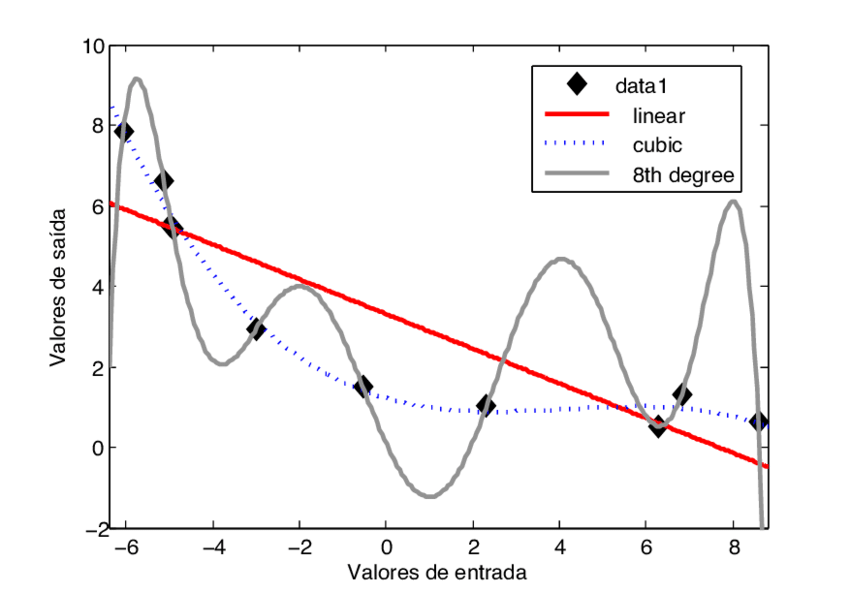 10
8
6
4
2
0
−2
−6
−4
−2
0
2
4
6
8
Valores de saída
Valores de entrada
data1
linear
cubic
8th degree